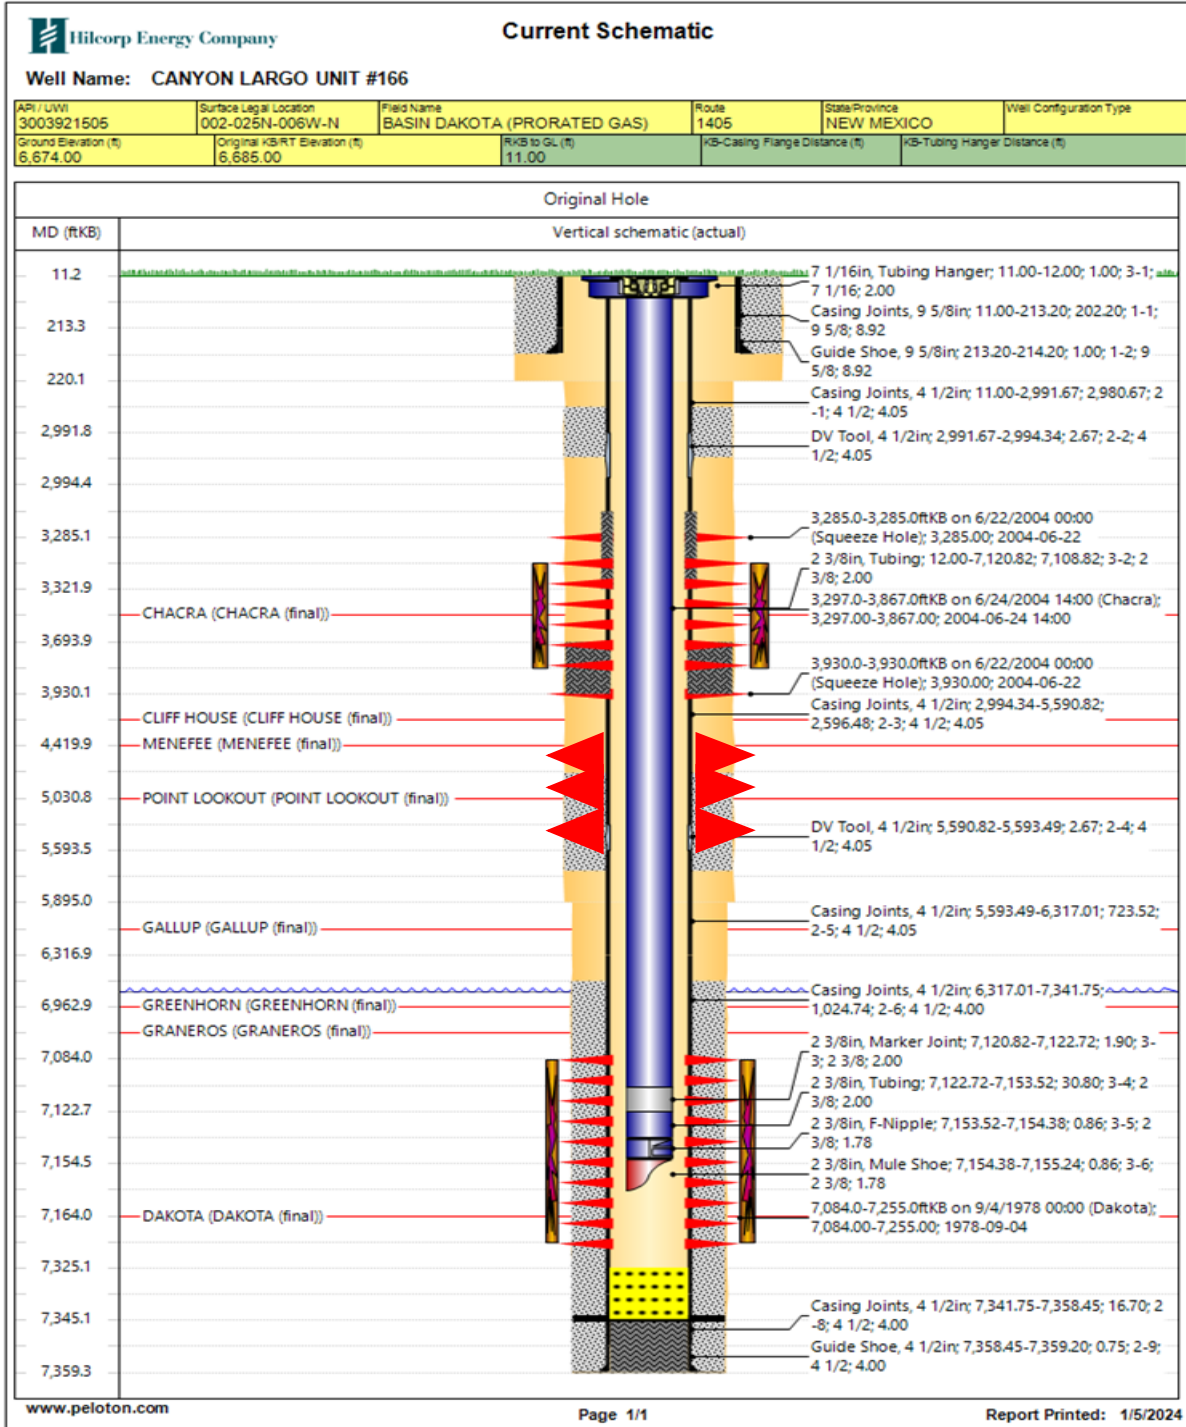 Hilcorp Energy Company
Current Schematic
Well Name: CANYON LARGO UNIT #166
API / UWI
3003921505
Surface Legal Location
002-025N-006W-N
Field Name
BASIN DAKOTA (PRORATED GAS)
Route
1405
State/Province
NEW MEXICO
Well Configuration Type
Ground Elevation (ft)
6,674.00
Original KB/RT Elevation (ft)
6,685.00
RKB to GL (ft)
11.00
KB-Casing Flange Distance (ft)
KB-Tubing Hanger Distance (ft)
Original Hole
MD (ftKB)
Vertical schematic (actual)
11.2
213.3
220.1
2,991.8
2,994.4
3,285.1
3,321.9
3,693.9
3,930.1
4,419.9
5,030.8
5,593.5
5,895.0
6,316.9
6,962.9
7,084.0
7,122.7
7,154.5
7,164.0
7,325.1
7,345.1
7,359.3
CHACRA (CHACRA (final))
CLIFF HOUSE (CLIFF HOUSE (final))
MENEFEE (MENEFEE (final))
POINT LOOKOUT (POINT LOOKOUT (final))
GALLUP (GALLUP (final))
GREENHORN (GREENHORN (final))
GRANEROS (GRANEROS (final))
DAKOTA (DAKOTA (final))
7 1/16in, Tubing Hanger; 11.00-12.00; 1.00; 3-1;
7 1/16; 2.00
Casing Joints, 9 5/8in; 11.00-213.20; 202.20; 1-1;
9 5/8; 8.92
Guide Shoe, 9 5/8in; 213.20-214.20; 1.00; 1-2; 9
5/8; 8.92
Casing Joints, 4 1/2in; 11.00-2,991.67; 2,980.67; 2
-1; 4 1/2; 4.05
DV Tool, 4 1/2in; 2,991.67-2,994.34; 2.67; 2-2; 4
1/2; 4.05
3,285.0-3,285.0ftKB on 6/22/2004 00:00
(Squeeze Hole); 3,285.00; 2004-06-22
2 3/8in, Tubing; 12.00-7,120.82; 7,108.82; 3-2; 2
3/8; 2.00
3,297.0-3,867.0ftKB on 6/24/2004 14:00 (Chacra);
3,297.00-3,867.00; 2004-06-24 14:00
3,930.0-3,930.0ftKB on 6/22/2004 00:00
(Squeeze Hole); 3,930.00; 2004-06-22
Casing Joints, 4 1/2in; 2,994.34-5,590.82;
2,596.48; 2-3; 4 1/2; 4.05
DV Tool, 4 1/2in; 5,590.82-5,593.49; 2.67; 2-4; 4
1/2; 4.05
Casing Joints, 4 1/2in; 5,593.49-6,317.01; 723.52;
2-5; 4 1/2; 4.05
Casing Joints, 4 1/2in; 6,317.01-7,341.75;
1,024.74; 2-6; 4 1/2; 4.00
2 3/8in, Marker Joint; 7,120.82-7,122.72; 1.90; 3-
3; 2 3/8; 2.00
2 3/8in, Tubing; 7,122.72-7,153.52; 30.80; 3-4; 2
3/8; 2.00
2 3/8in, F-Nipple; 7,153.52-7,154.38; 0.86; 3-5; 2
3/8; 1.78
2 3/8in, Mule Shoe; 7,154.38-7,155.24; 0.86; 3-6;
2 3/8; 1.78
7,084.0-7,255.0ftKB on 9/4/1978 00:00 (Dakota);
7,084.00-7,255.00; 1978-09-04
Casing Joints, 4 1/2in; 7,341.75-7,358.45; 16.70; 2
-8; 4 1/2; 4.00
Guide Shoe, 4 1/2in; 7,358.45-7,359.20; 0.75; 2-9;
4 1/2; 4.00
www.peloton.com
Page 1/1
Report Printed: 1/5/2024